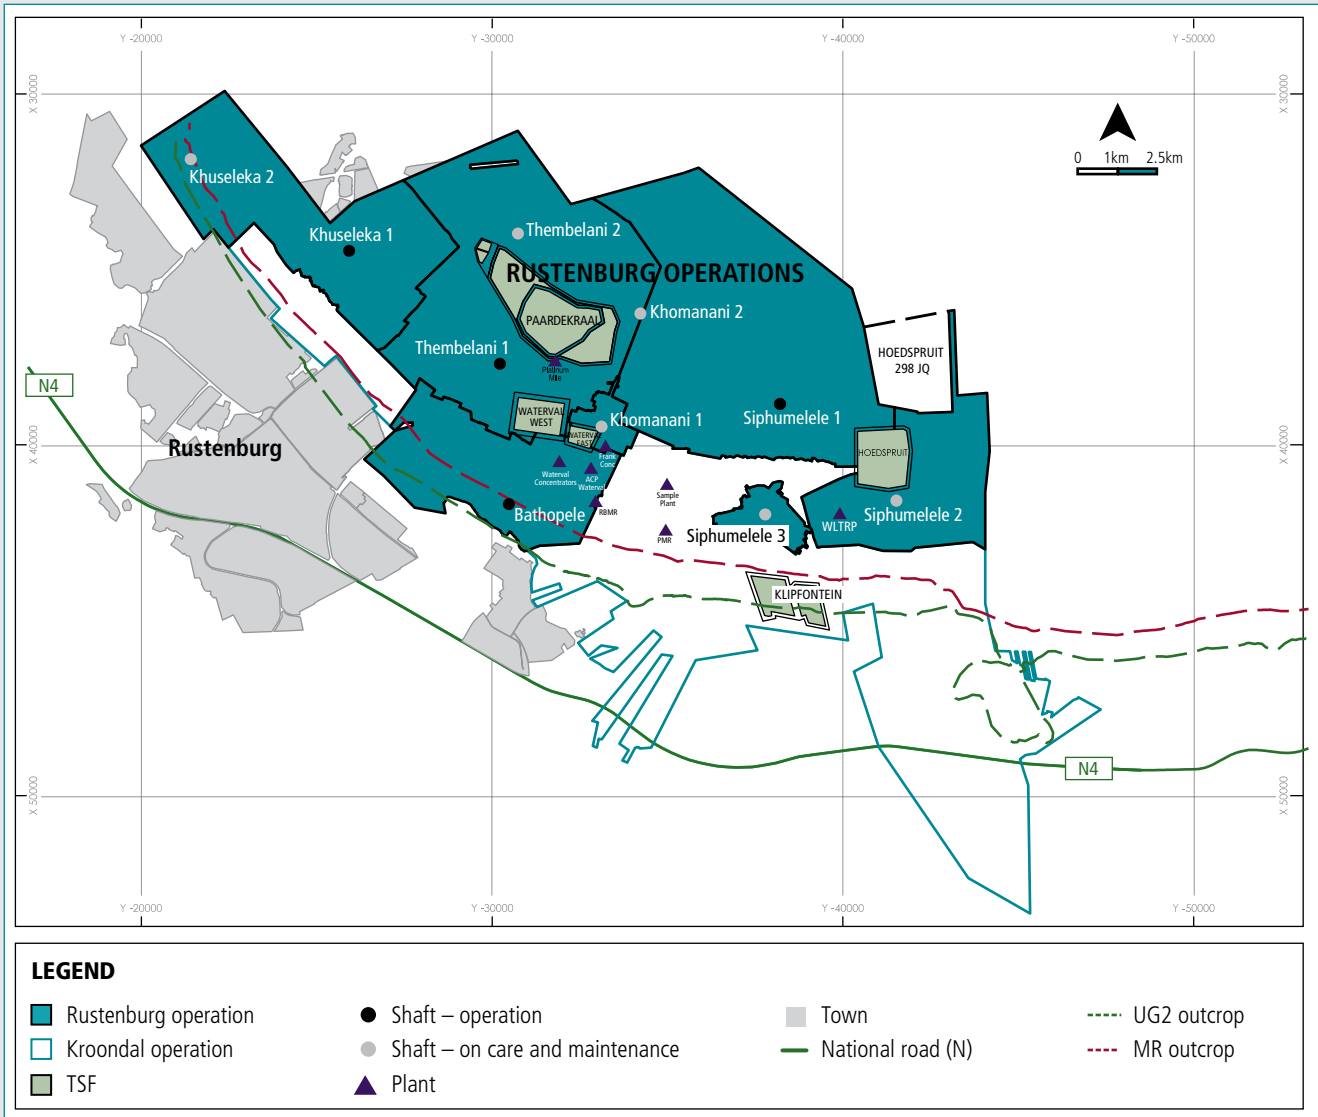 Y -20000
Y -30000
Y -40000
Y -50000
X 30000
X 30000
0 1km 2.5km
Khuseleka 2
Khuseleka 1
Thembelani 2
RUSTENBURG OPERATIONS
PAARDEKRAAL
Khomanani 2
Thembelani 1
Platinum
Mile
HOEDSPRUIT
298 JQ
N4
WATERVAL
WEST
Khomanani 1
Siphumelele 1
WATERVAL
EAST
Rustenburg
X 40000
X 40000
Frank
Conc
HOEDSPRUIT
Waterval
Concentrators
ACP
Waterval
Sample
Plant
RBMR
Bathopele
Siphumelele 2
WLTRP
PMR
Siphumelele 3
KLIPFONTEIN
N4
X 50000
X 50000
Y -20000
Y -30000
Y -40000
Y -50000
LEGEND
Rustenburg operation
Kroondal operation
TSF
Shaft – operation
Shaft – on care and maintenance
Plant
Town
National road (N)
UG2 outcrop
MR outcrop